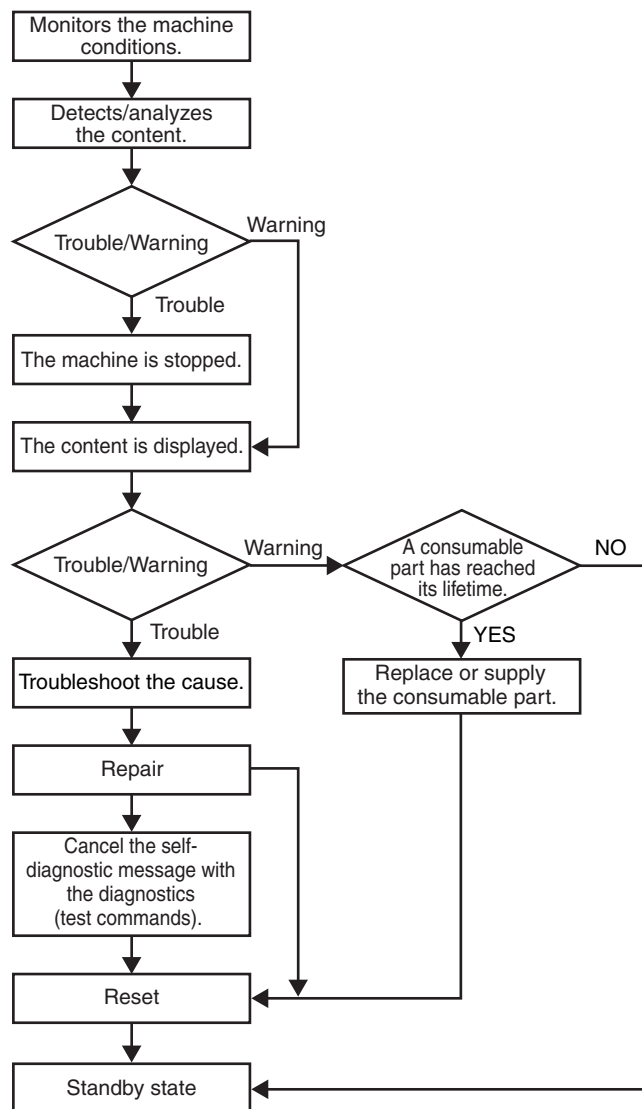 Monitors the machine
conditions.
Detects/analyzes
the content.
Trouble/Warning
Warning
Trouble
The machine is stopped.
The content is displayed.
Trouble/Warning
Warning
A consumable
part has reached
its lifetime.
NO
Trouble
YES
Troubleshoot the cause.
Replace or supply
the consumable part.
Repair
Cancel the self-
diagnostic message with
the diagnostics
(test commands).
Reset
Standby state